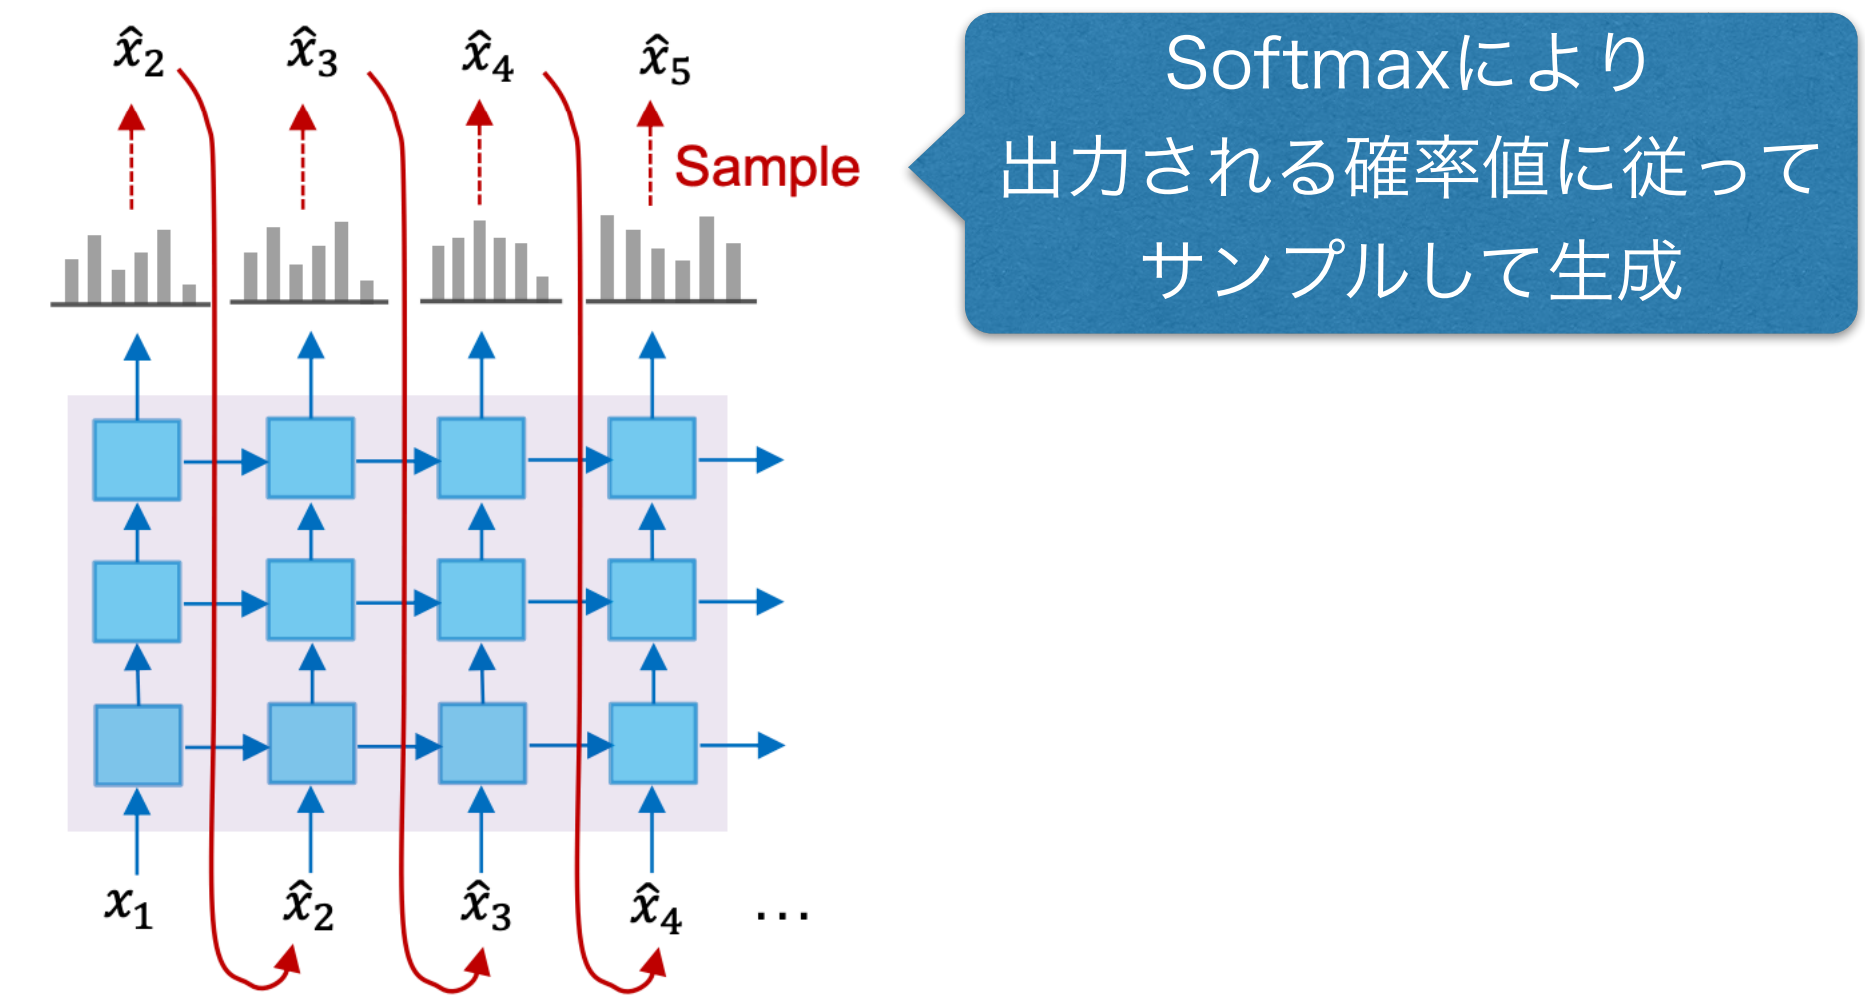 x̂₂ x̂₃ x̂₄ x̂₅
Sample
Softmaxにより
出力される確率値に従って
サンプルして生成
x₁ x̂₂ x̂₃ x̂₄ …